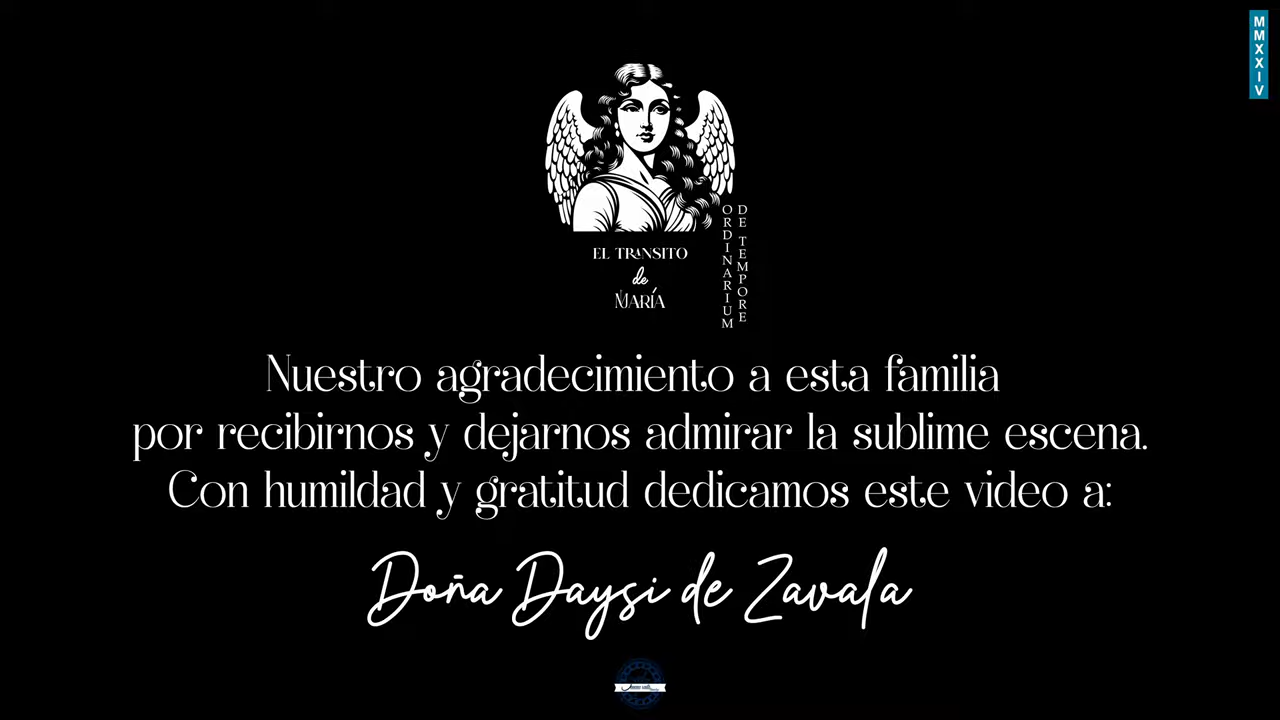 MMXXIV
EL TRANSITO
de
MARÍA
ORDINARIUM
DE TEMPORE
Nuestro agradecimiento a esta familia
por recibirnos y dejarnos admirar la sublime escena.
Con humildad y gratitud dedicamos este video a:
Doña Daysi de Zavala